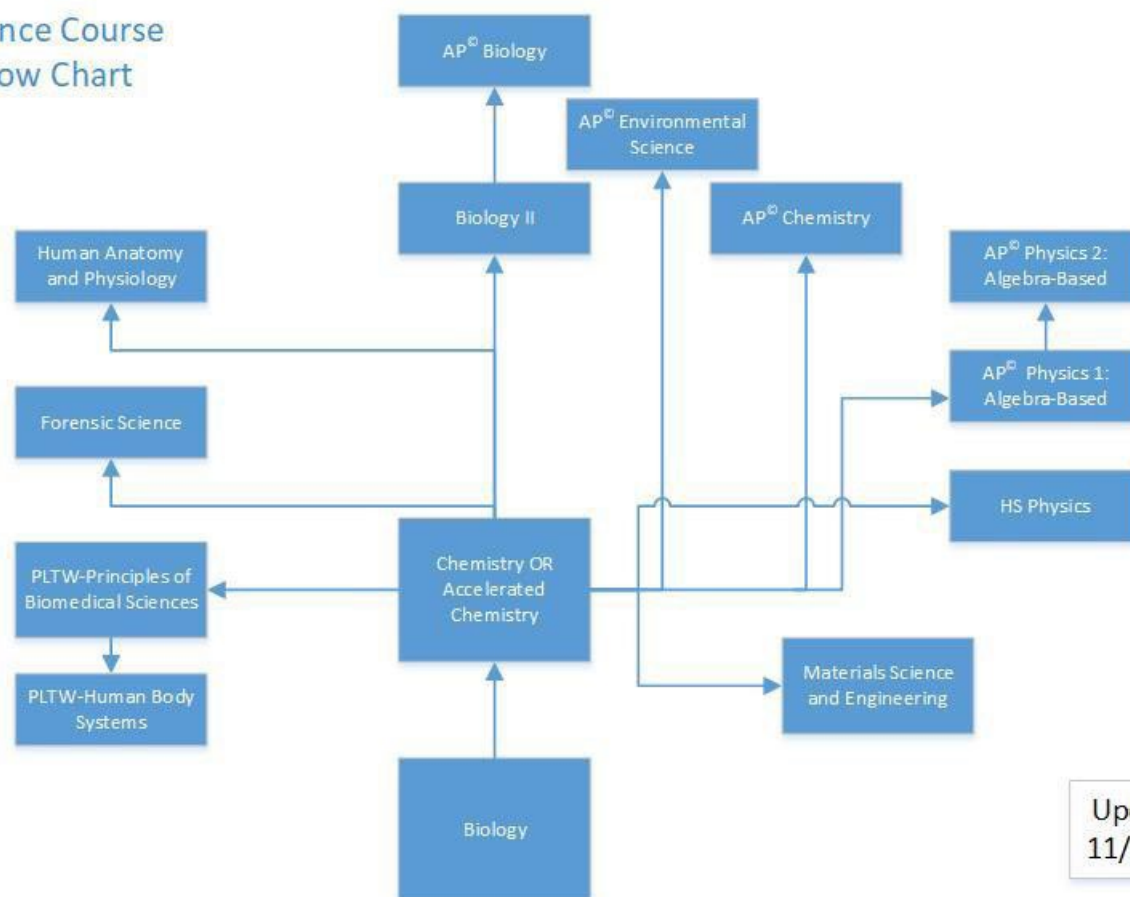 nce Course
ow Chart
AP© Biology
AP© Environmental
Science
Biology II
AP© Chemistry
Human Anatomy
and Physiology
AP© Physics 2:
Algebra-Based
AP© Physics 1:
Algebra-Based
Forensic Science
HS Physics
Chemistry OR
Accelerated
Chemistry
PLTW-Principles of
Biomedical Sciences
PLTW-Human Body
Systems
Materials Science
and Engineering
Biology
Up
11/